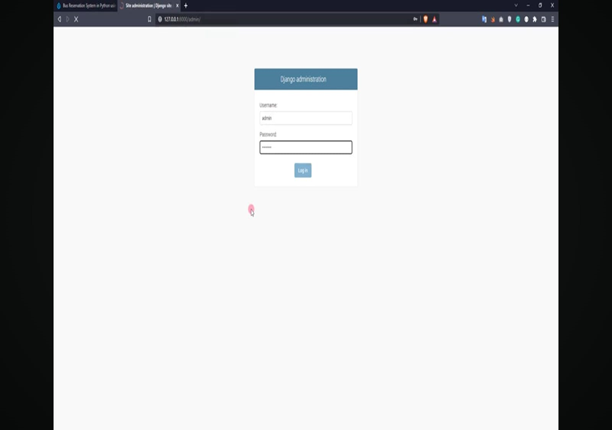 Bus Reservation System in Python usi
Site administration | Django site
127.0.0.1:8000/admin/
Django administration
Username:
admin
Password:
Log in